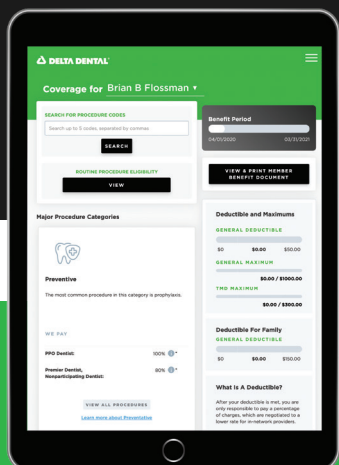 DELTA DENTAL
Coverage for Brian B Flossman
SEARCH FOR PROCEDURE CODES
Search up to 5 codes, separated by commas
SEARCH
ROUTINE PROCEDURE ELIGIBILITY
VIEW
Benefit Period
04/01/2020 03/31/2021
VIEW & PRINT MEMBER
BENEFIT DOCUMENT
Major Procedure Categories
Preventive
The most common procedure in this category is prophylaxis.
WE PAY
PPO Dentist: 100%
Premier Dentist,
Nonparticipating Dentist: 80%
VIEW ALL PROCEDURES
Learn more about Preventative
Deductible and Maximums
GENERAL DEDUCTIBLE
$0 $0.00 $50.00
GENERAL MAXIMUM
$0.00 / $1000.00
TMD MAXIMUM
$0.00 / $300.00
Deductible For Family
GENERAL DEDUCTIBLE
$0 $0.00 $150.00
What Is A Deductible?
After your deductible is met, you are
only responsible to pay a percentage
of charges, which are negotiated to a
lower rate for in-network providers.